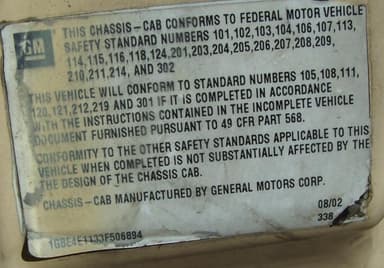 GM
THIS CHASSIS-CAB CONFORMS TO FEDERAL MOTOR VEHICLE
SAFETY STANDARD NUMBERS 101,102,103,104,106,107,113,
114,115,116,118,124,201,203,204,205,206,207,208,209,
210,211,214, AND 302
THIS VEHICLE WILL CONFORM TO STANDARD NUMBERS 105,108,111,
120,121,212,219 AND 301 IF IT IS COMPLETED IN ACCORDANCE
WITH THE INSTRUCTIONS CONTAINED IN THE INCOMPLETE VEHICLE
DOCUMENT FURNISHED PURSUANT TO 49 CFR PART 568.
CONFORMITY TO THE OTHER SAFETY STANDARDS APPLICABLE TO THIS
VEHICLE WHEN COMPLETED IS NOT SUBSTANTIALLY AFFECTED BY THE
THE DESIGN OF THE CHASSIS CAB.
CHASSIS-CAB MANUFACTURED BY GENERAL MOTORS CORP.
08/02
338
1GBE4E1133F506894